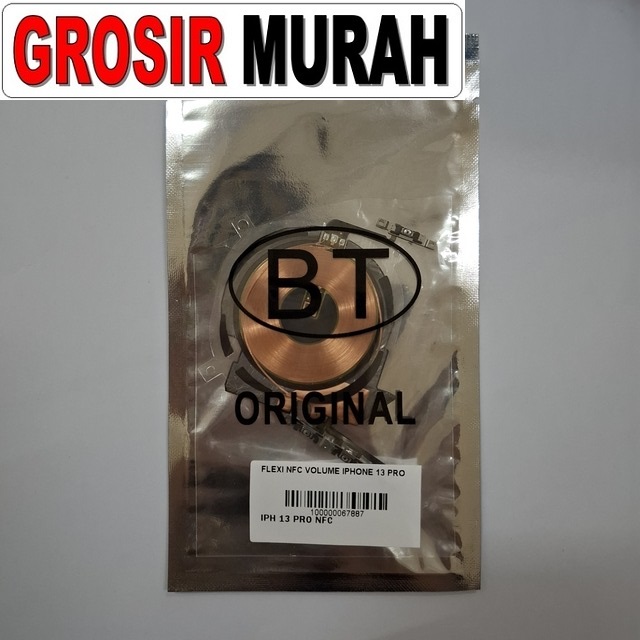 GROSIR MURAH
BT
ORIGINAL
FLEXI NFC VOLUME IPHONE 13 PRO
100000067887
IPH 13 PRO NFC